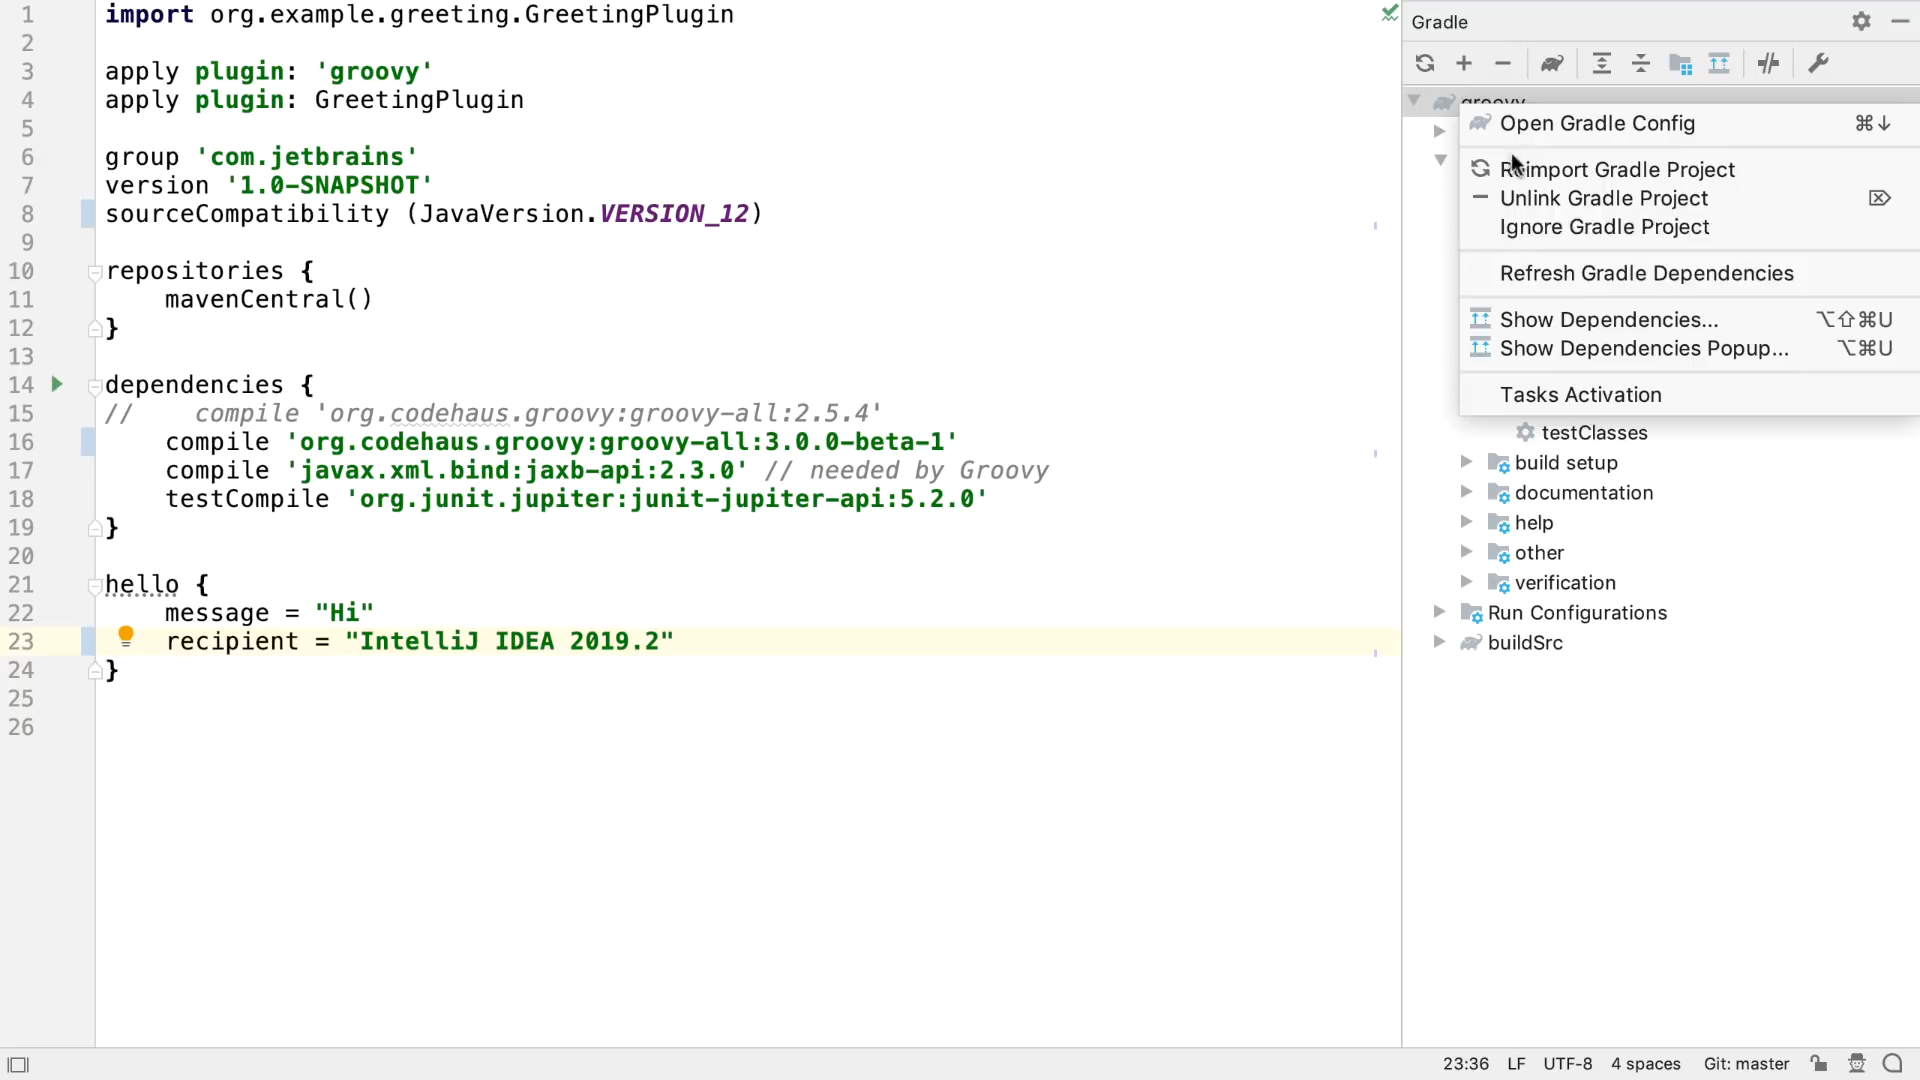 1 import org.example.greeting.GreetingPlugin
2
3 apply plugin: 'groovy'
4 apply plugin: GreetingPlugin
5
6 group 'com.jetbrains'
7 version '1.0-SNAPSHOT'
8 sourceCompatibility (JavaVersion.VERSION_12)
9
10 repositories {
11 mavenCentral()
12 }
13
14 dependencies {
15 // compile 'org.codehaus.groovy:groovy-all:2.5.4'
16 compile 'org.codehaus.groovy:groovy-all:3.0.0-beta-1'
17 compile 'javax.xml.bind:jaxb-api:2.3.0' // needed by Groovy
18 testCompile 'org.junit.jupiter:junit-jupiter-api:5.2.0'
19 }
20
21 hello {
22 message = "Hi"
23 recipient = "IntelliJ IDEA 2019.2"
24 }
25
26
Gradle
Open Gradle Config ⌘↓
Reimport Gradle Project
Unlink Gradle Project ⌦
Ignore Gradle Project
Refresh Gradle Dependencies
Show Dependencies... ⌥⇧⌘U
Show Dependencies Popup... ⌥⌘U
Tasks Activation
testClasses
build setup
documentation
help
other
verification
Run Configurations
buildSrc
23:36 LF UTF-8 4 spaces Git: master